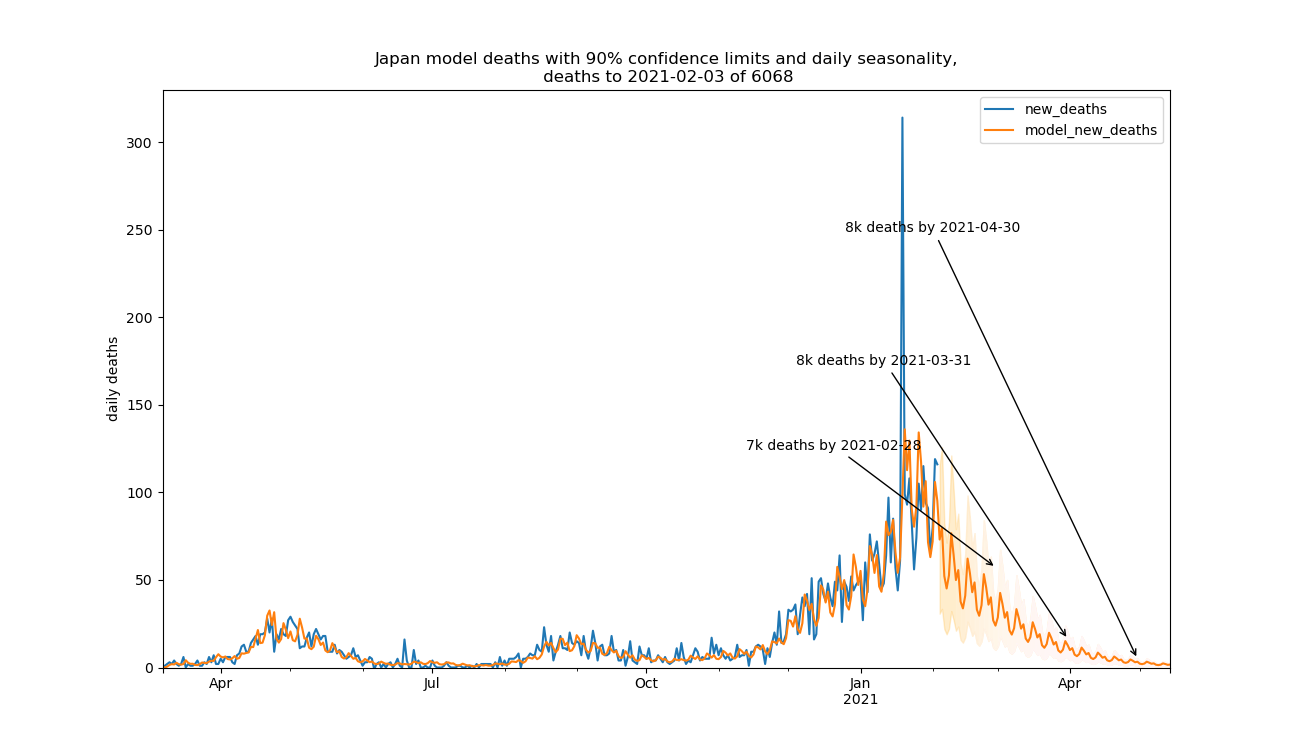 Japan model deaths with 90% confidence limits and daily seasonality,
deaths to 2021-02-03 of 6068
new_deaths
model_new_deaths
300
250
200
150
100
50
0
daily deaths
8k deaths by 2021-04-30
8k deaths by 2021-03-31
7k deaths by 2021-02-28
Apr
Jul
Oct
Jan
2021
Apr